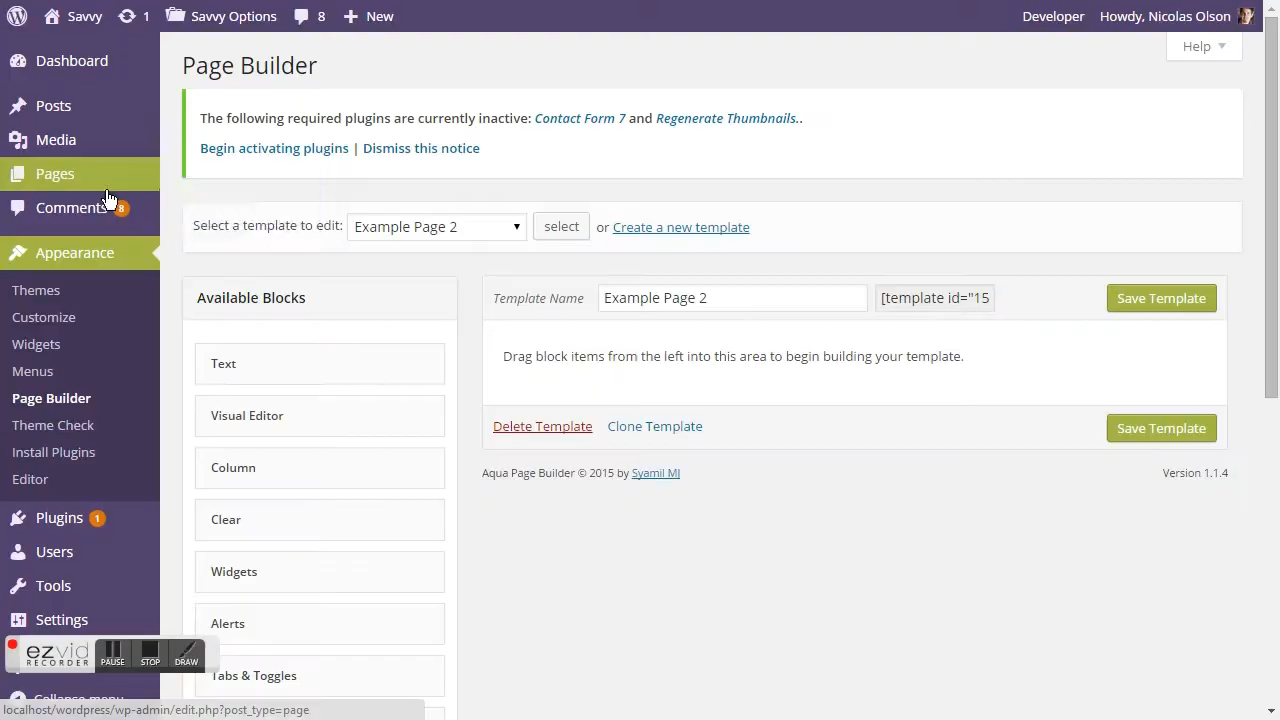 Savvy 1 Savvy Options 8 New Developer Howdy, Nicolas Olson
Help
Dashboard
Posts
Media
Pages
Comments 8
Appearance
Themes
Customize
Widgets
Menus
Page Builder
Theme Check
Install Plugins
Editor
Plugins 1
Users
Tools
Settings
Collapse menu
Page Builder
The following required plugins are currently inactive: Contact Form 7 and Regenerate Thumbnails..
Begin activating plugins | Dismiss this notice
Select a template to edit: Example Page 2 select or Create a new template
Available Blocks
Text
Visual Editor
Column
Clear
Widgets
Alerts
Tabs & Toggles
Template Name Example Page 2 [template id="15 Save Template
Drag block items from the left into this area to begin building your template.
Delete Template Clone Template Save Template
Aqua Page Builder © 2015 by Syamil MJ Version 1.1.4
ezvid
RECORDER
PAUSE STOP DRAW
localhost/wordpress/wp-admin/edit.php?post_type=page